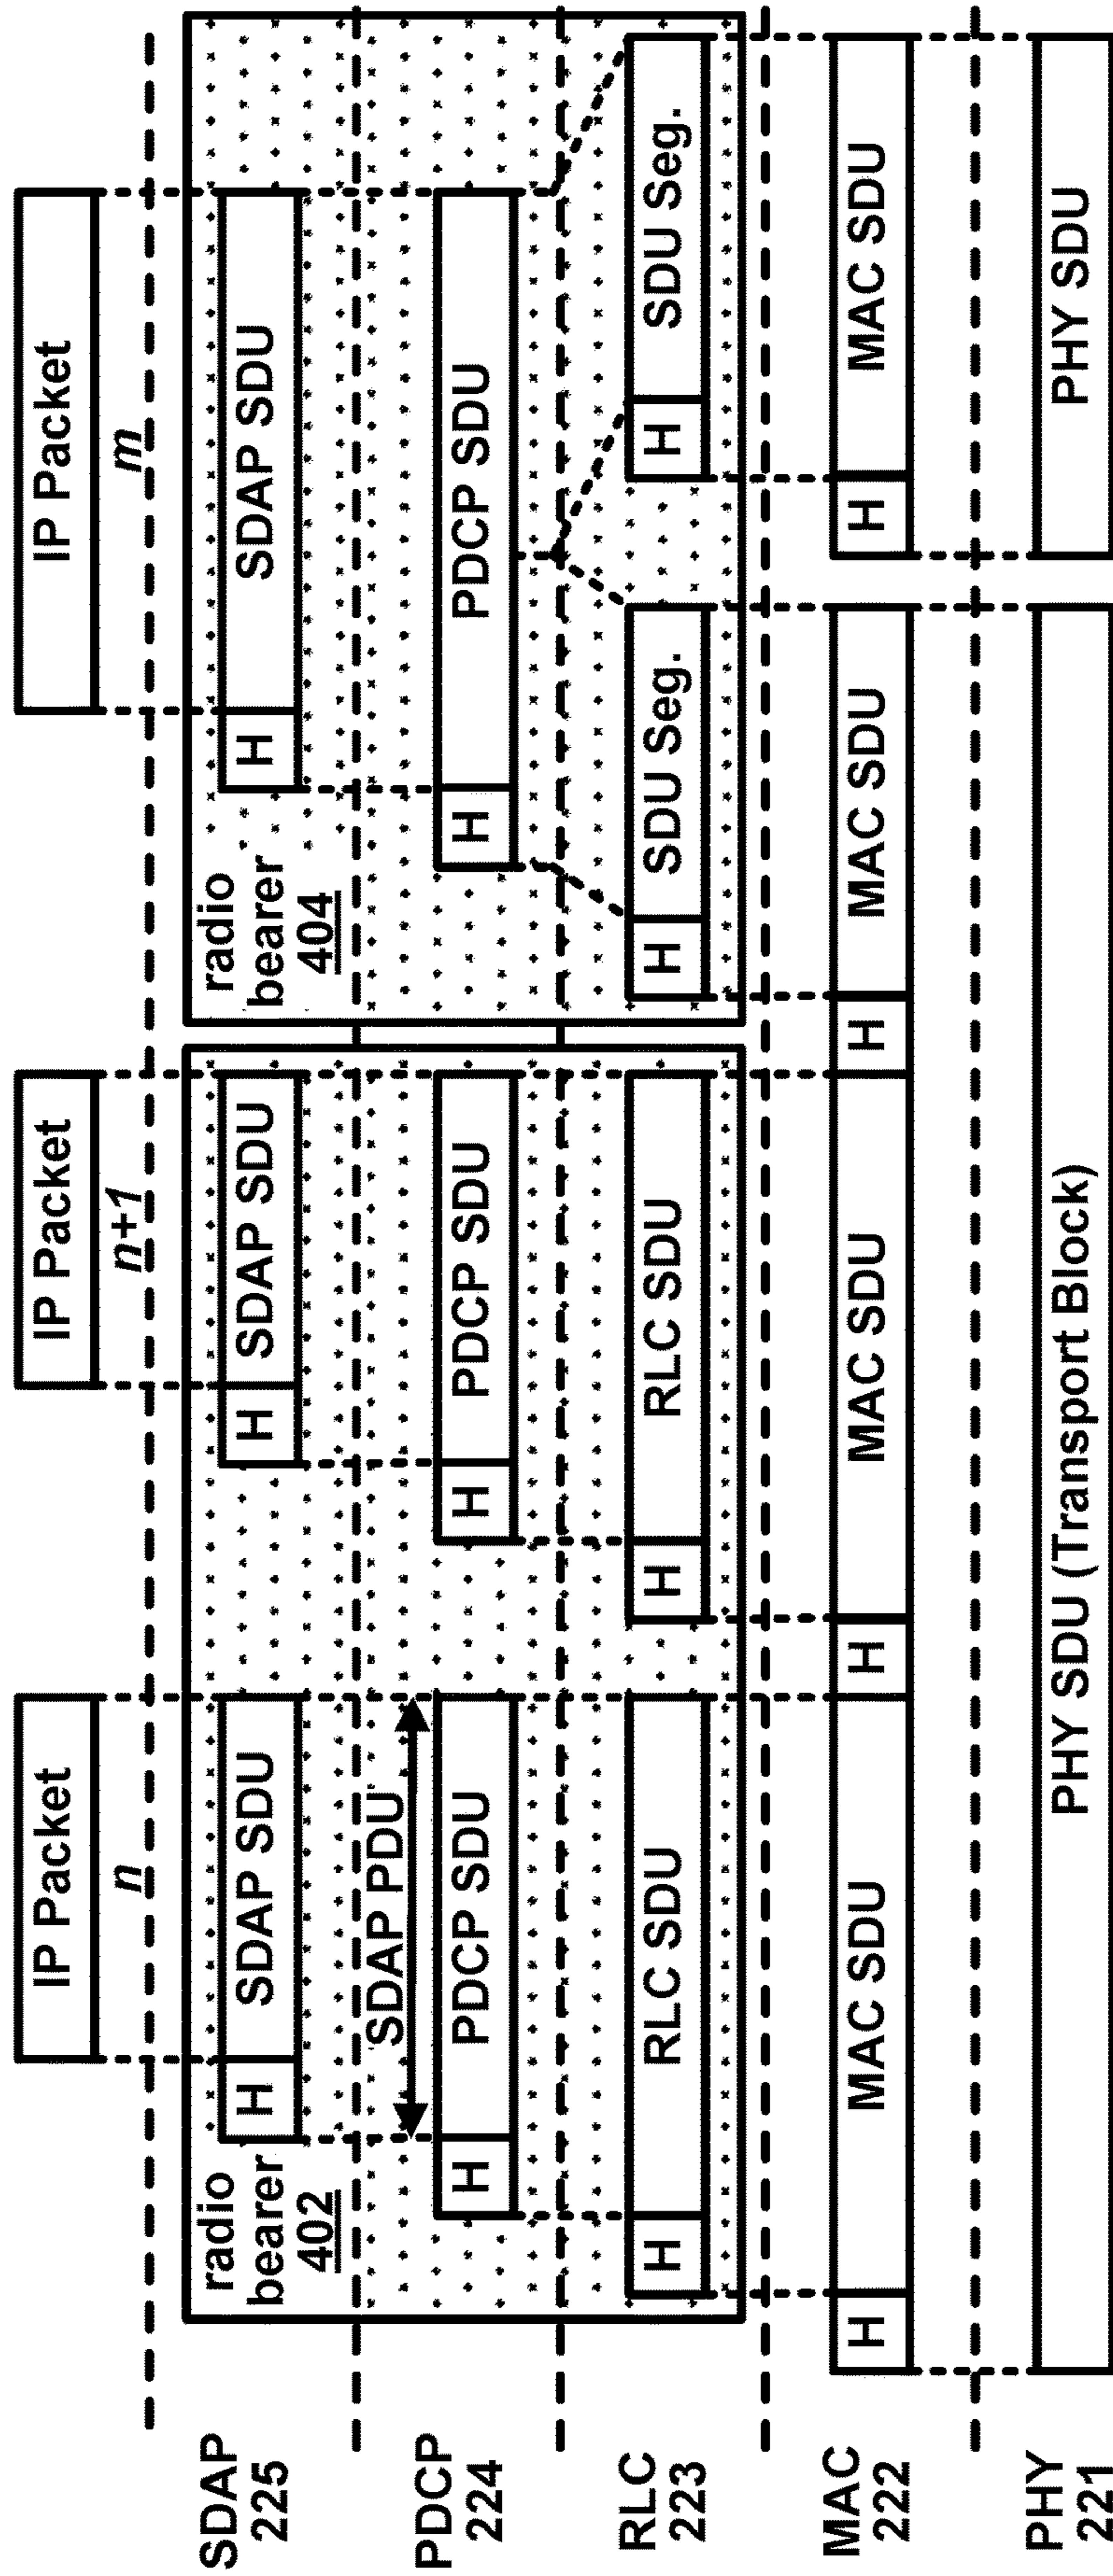 IP Packet
n
IP Packet
n+1
IP Packet
m
SDAP
225
radio
bearer
402
H
SDAP SDU
H
SDAP SDU
radio
bearer
404
H
SDAP SDU
PDCP
224
SDAP PDU
H
PDCP SDU
H
PDCP SDU
H
PDCP SDU
RLC
223
H
RLC SDU
H
RLC SDU
H
SDU Seg.
H
SDU Seg.
MAC
222
H
MAC SDU
H
MAC SDU
H
MAC SDU
H
MAC SDU
PHY
221
PHY SDU (Transport Block)
PHY SDU